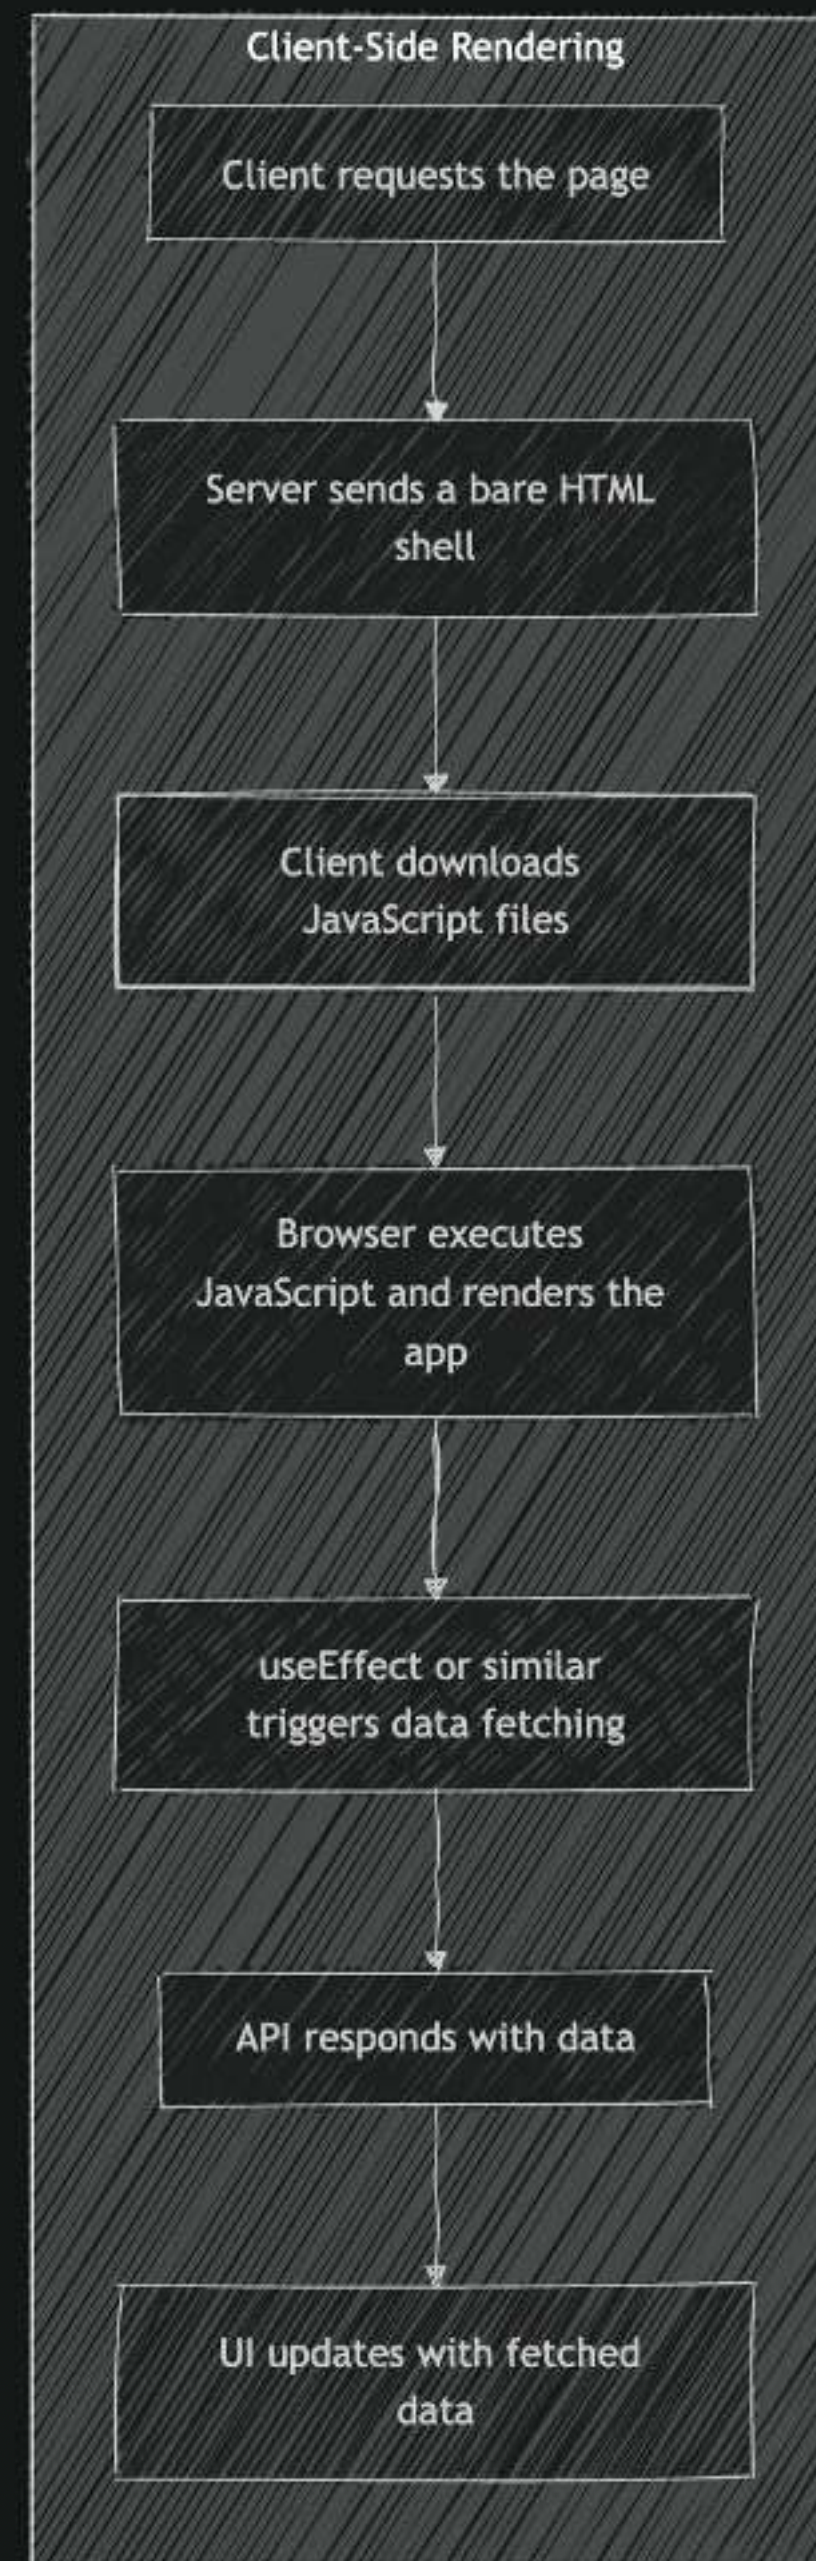 Client-Side Rendering
Client requests the page
Server sends a bare HTML
shell
Client downloads
JavaScript files
Browser executes
JavaScript and renders the
app
useEffect or similar
triggers data fetching
API responds with data
UI updates with fetched
data